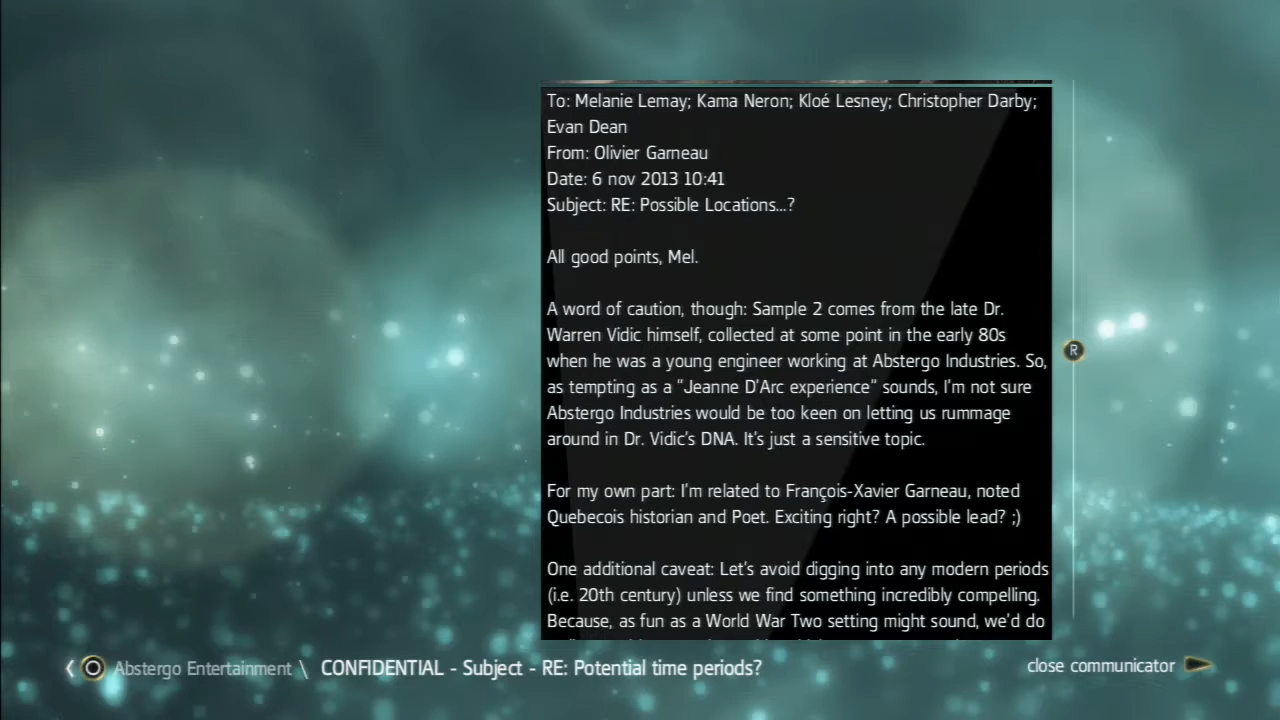 To: Melanie Lemay; Kama Neron; Kloé Lesney; Christopher Darby;
Evan Dean
From: Olivier Garneau
Date: 6 nov 2013 10:41
Subject: RE: Possible Locations...?
All good points, Mel.
A word of caution, though: Sample 2 comes from the late Dr.
Warren Vidic himself, collected at some point in the early 80s
when he was a young engineer working at Abstergo Industries. So,
as tempting as a "Jeanne D'Arc experience" sounds, I'm not sure
Abstergo Industries would be too keen on letting us rummage
around in Dr. Vidic's DNA. It's just a sensitive topic.
For my own part: I'm related to François-Xavier Garneau, noted
Quebecois historian and Poet. Exciting right? A possible lead? ;)
One additional caveat: Let's avoid digging into any modern periods
(i.e. 20th century) unless we find something incredibly compelling.
Because, as fun as a World War Two setting might sound, we'd do
R
Abstergo Entertainment \ CONFIDENTIAL - Subject - RE: Potential time periods?
close communicator